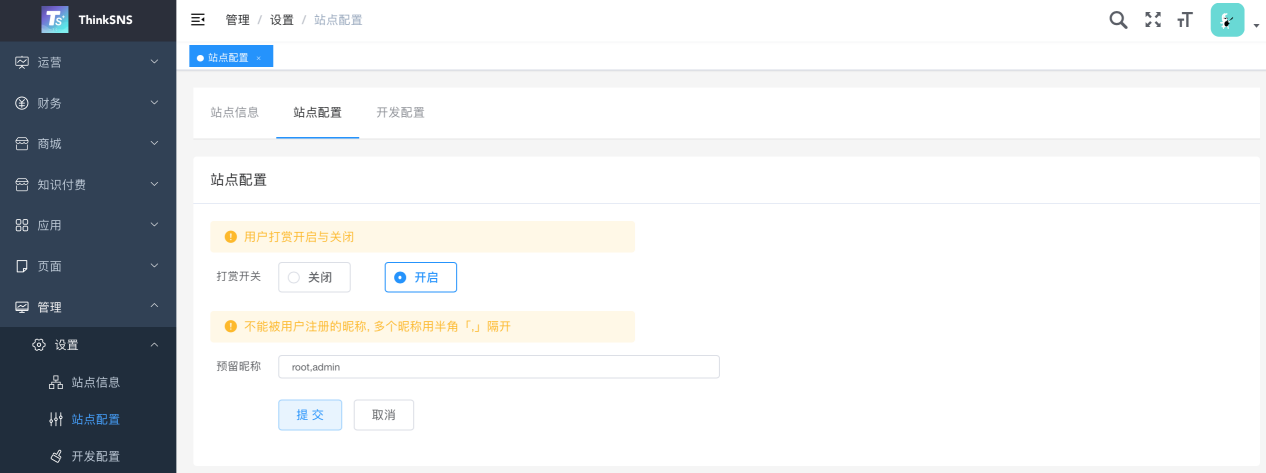 ThinkSNS
管理 / 设置 / 站点配置
站点配置 ×
运营
财务
商城
知识付费
应用
页面
管理
设置
站点信息
站点配置
开发配置
站点信息 站点配置 开发配置
站点配置
用户打赏开启与关闭
打赏开关 关闭 开启
不能被用户注册的昵称, 多个昵称用半角「,」隔开
预留昵称 root,admin
提 交 取消